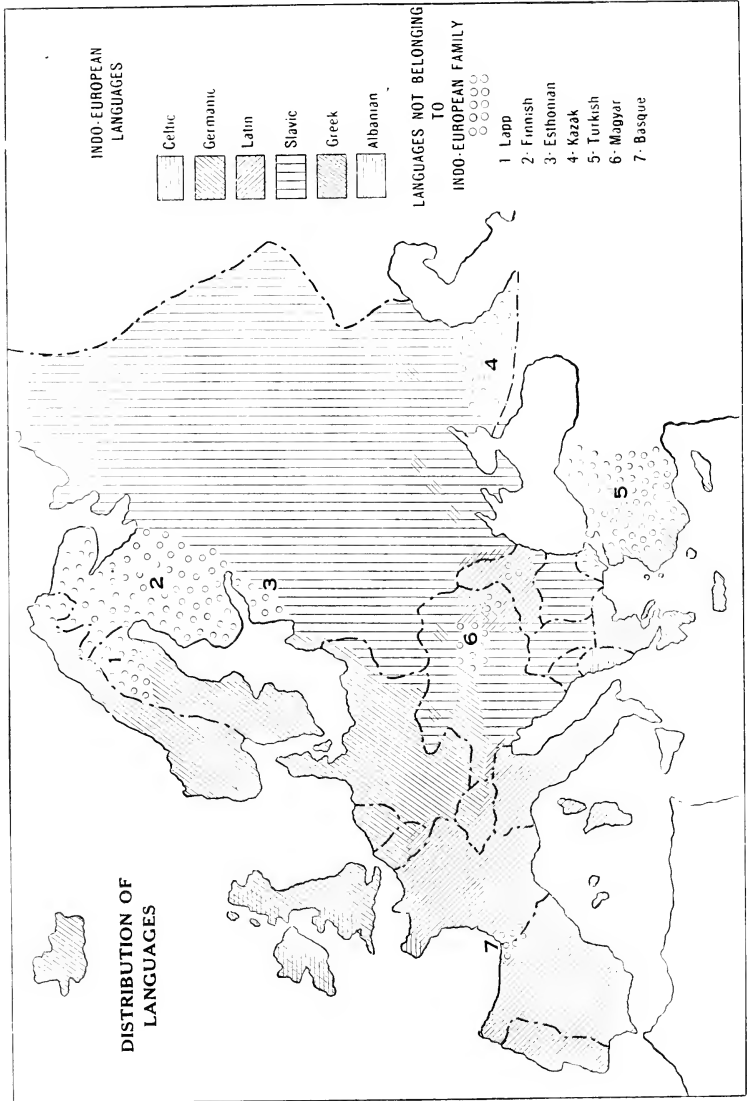 DISTRIBUTION OF
LANGUAGES
INDO-EUROPEAN
LANGUAGES
Celtic
Germanic
Latin
Slavic
Greek
Albanian
LANGUAGES NOT BELONGING
TO
INDO-EUROPEAN FAMILY
1 Lapp
2- Finnish
3- Esthonian
4- Kazak
5- Turkish
6- Magyar
7- Basque
1
2
3
4
5
6
7